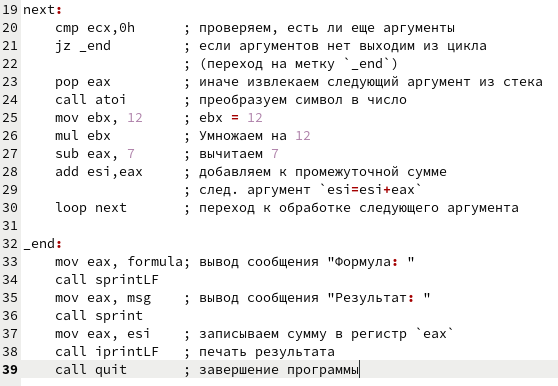 19 next:
20     cmp ecx,0h      ; проверяем, есть ли еще аргументы
21     jz _end         ; если аргументов нет выходим из цикла
22                     ; (переход на метку `_end`)
23     pop eax         ; иначе извлекаем следующий аргумент из стека
24     call atoi       ; преобразуем символ в число
25     mov ebx, 12     ; ebx = 12
26     mul ebx         ; Умножаем на 12
27     sub eax, 7      ; вычитаем 7
28     add esi,eax     ; добавляем к промежуточной сумме
29                     ; след. аргумент `esi=esi+eax`
30     loop next       ; переход к обработке следующего аргумента
31
32 _end:
33     mov eax, formula; вывод сообщения "Формула: "
34     call sprintLF
35     mov eax, msg    ; вывод сообщения "Результат: "
36     call sprint
37     mov eax, esi    ; записываем сумму в регистр `eax`
38     call iprintLF   ; печать результата
39     call quit       ; завершение программы